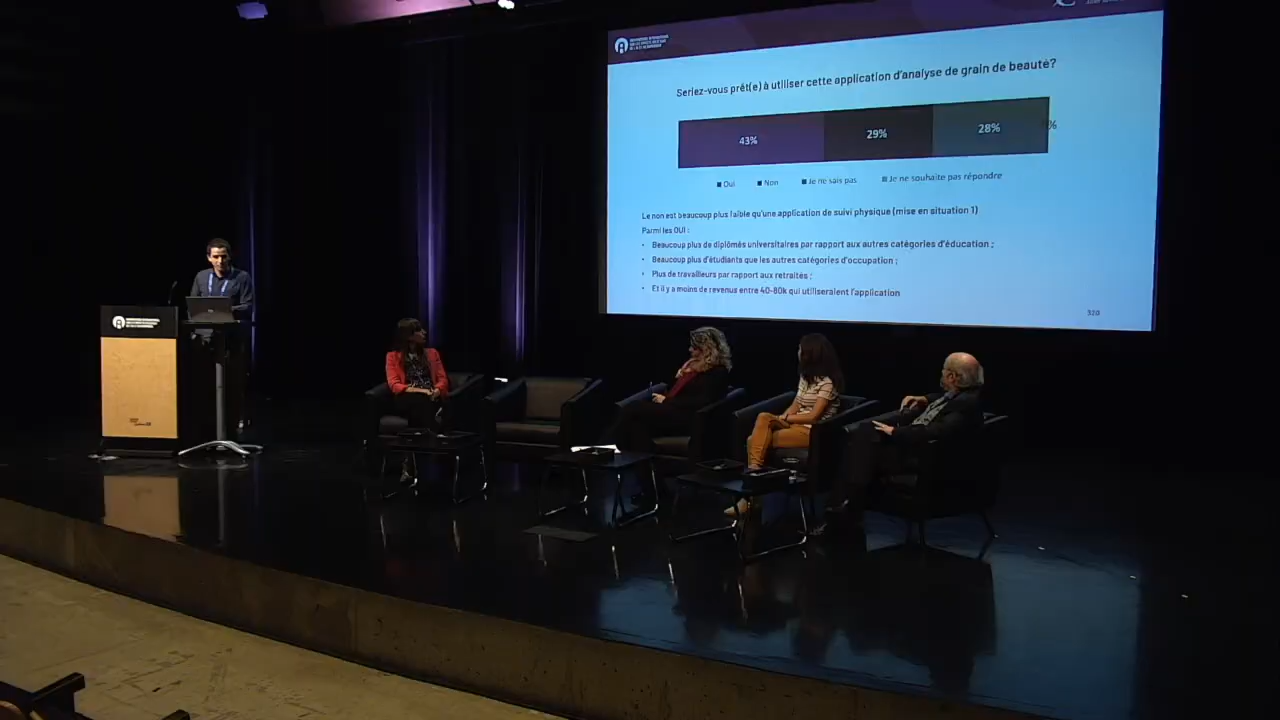 Seriez-vous prêt(e) à utiliser cette application d'analyse de grain de beauté?
43% 29% 28% %
Oui Non Je ne sais pas Je ne souhaite pas répondre
Le non est beaucoup plus faible qu'une application de suivi physique (mise en situation 1)
Parmi les OUI :
• Beaucoup plus de diplômés universitaires par rapport aux autres catégories d'éducation ;
• Beaucoup plus d'étudiants que les autres catégories d'occupation ;
• Plus de travailleurs par rapport aux retraités ;
• Et il y a moins de revenus entre 40-80k qui utiliseraient l'application
320